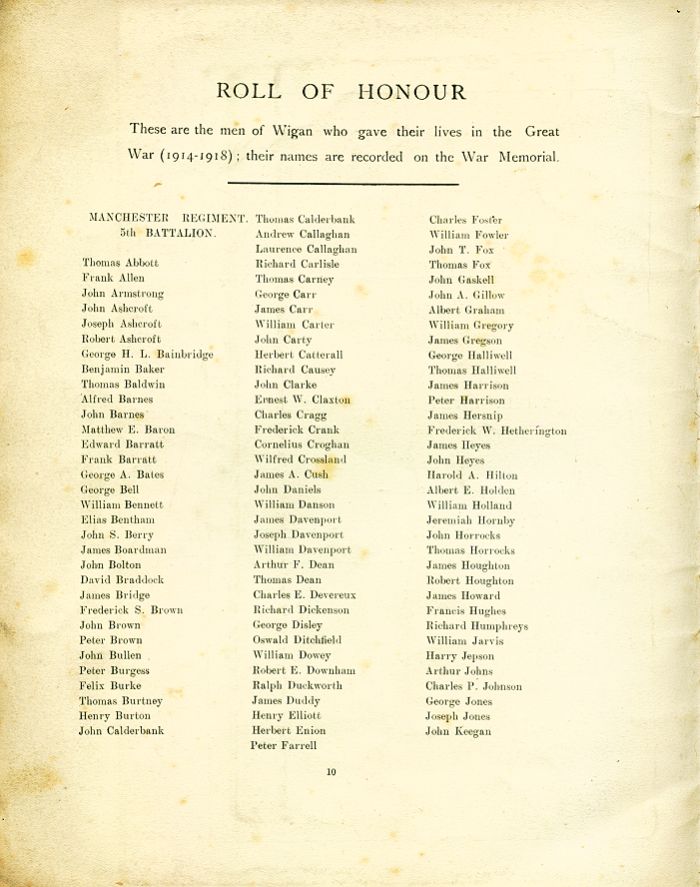 ROLL OF HONOUR
These are the men of Wigan who gave their lives in the Great
War (1914-1918); their names are recorded on the War Memorial.
MANCHESTER REGIMENT.
5th BATTALION.
Thomas Abbott
Frank Allen
John Armstrong
John Ashcroft
Joseph Ashcroft
Robert Ashcroft
George H. L. Bainbridge
Benjamin Baker
Thomas Baldwin
Alfred Barnes
John Barnes
Matthew E. Baron
Edward Barratt
Frank Barratt
George A. Bates
George Bell
William Bennett
Elias Bentham
John S. Berry
James Boardman
John Bolton
David Braddock
James Bridge
Frederick S. Brown
John Brown
Peter Brown
John Bullen
Peter Burgess
Felix Burke
Thomas Burtney
Henry Burton
John Calderbank
Thomas Calderbank
Andrew Callaghan
Laurence Callaghan
Richard Carlisle
Thomas Carney
George Carr
James Carr
William Carter
John Carty
Herbert Catterall
Richard Causey
John Clarke
Ernest W. Claxton
Charles Cragg
Frederick Crank
Cornelius Croghan
Wilfred Crossland
James A. Cush
John Daniels
William Danson
James Davenport
Joseph Davenport
William Davenport
Arthur F. Dean
Thomas Dean
Charles E. Devereux
Richard Dickenson
George Disley
Oswald Ditchfield
William Dowey
Robert E. Downham
Ralph Duckworth
James Duddy
Henry Elliott
Herbert Enion
Peter Farrell
Charles Foster
William Fowler
John T. Fox
Thomas Fox
John Gaskell
John A. Gillow
Albert Graham
William Gregory
James Gregson
George Halliwell
Thomas Halliwell
James Harrison
Peter Harrison
James Hersnip
Frederick W. Hetherington
James Heyes
John Heyes
Harold A. Hilton
Albert E. Holden
William Holland
Jeremiah Hornby
John Horrocks
Thomas Horrocks
James Houghton
Robert Houghton
James Howard
Francis Hughes
Richard Humphreys
William Jarvis
Harry Jepson
Arthur Johns
Charles P. Johnson
George Jones
Joseph Jones
John Keegan
10